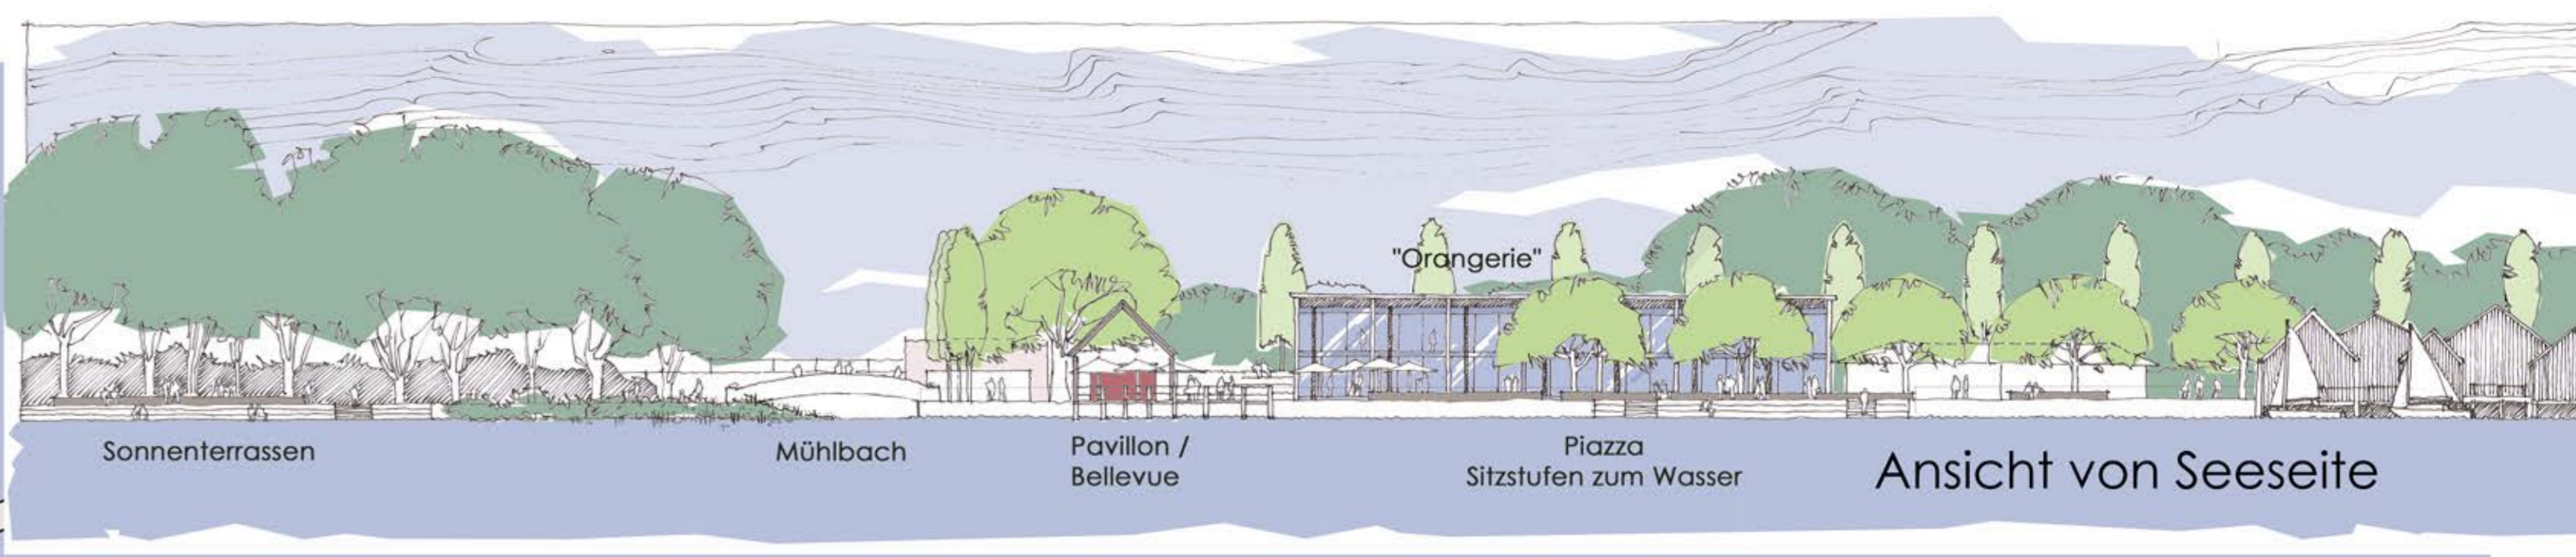 "Orangerie"
Sonnenterrassen
Mühlbach
Pavillon /
Bellevue
Piazza
Sitzstufen zum Wasser
Ansicht von Seeseite